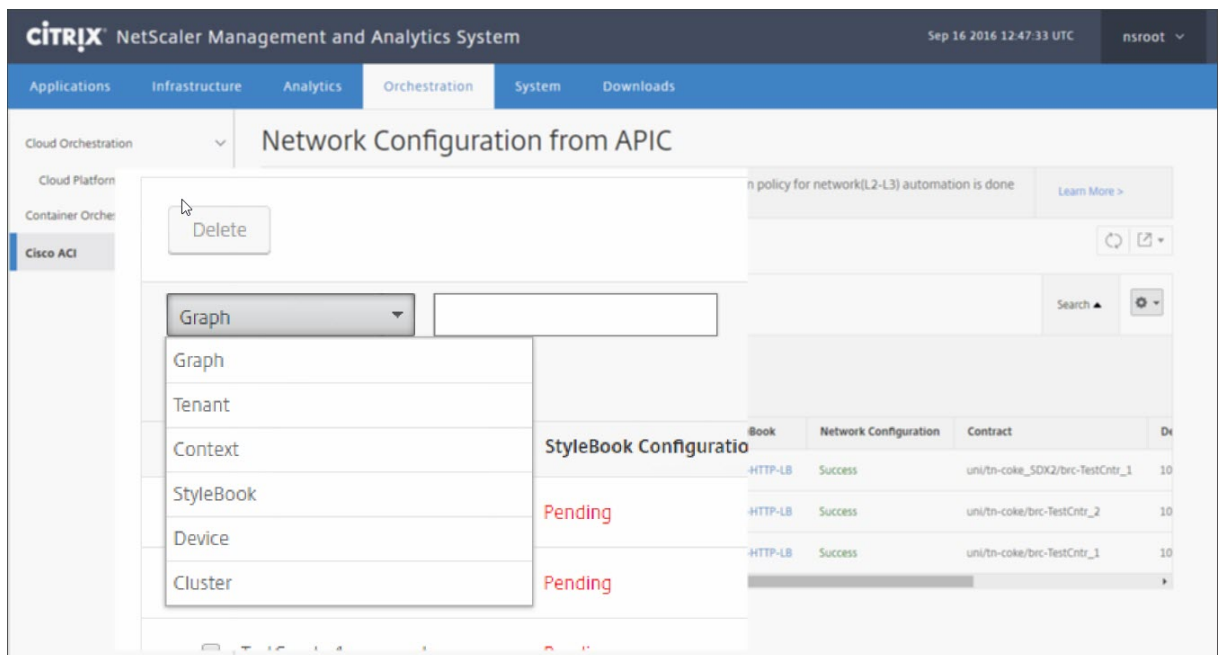 CITRIX NetScaler Management and Analytics System
Sep 16 2016 12:47:33 UTC
nsroot
Applications Infrastructure Analytics Orchestration System Downloads
Cloud Orchestration
Cloud Platforn
Container Orches
Cisco ACI
Network Configuration from APIC
n policy for network(L2-L3) automation is done
Learn More >
Delete
Search
Graph
Graph
Tenant
Context
StyleBook
Device
Cluster
StyleBook Configuratio
Pending
Pending
Book Network Configuration Contract De
-HTTP-LB Success uni/tn-coke_SDX2/brc-TestCntr_1 10
-HTTP-LB Success uni/tn-coke/brc-TestCntr_2 10
-HTTP-LB Success uni/tn-coke/brc-TestCntr_1 10